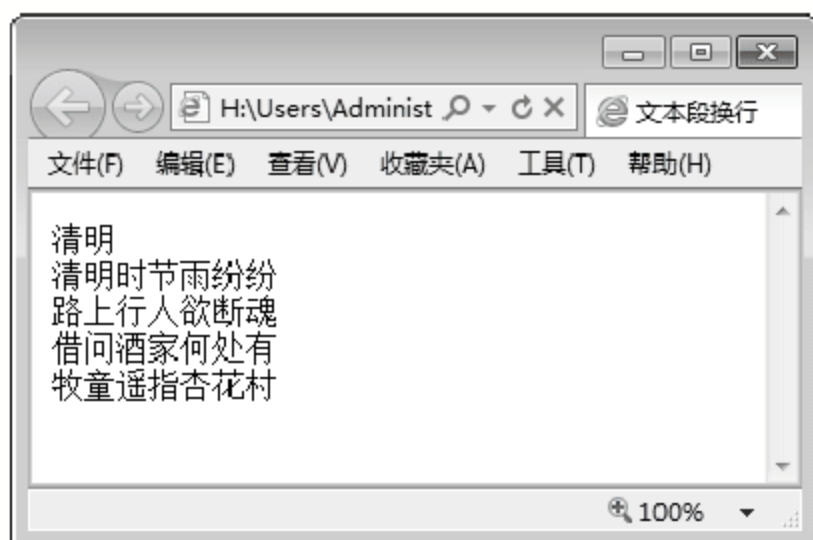 H:\Users\Administ
文本段换行
文件(F) 编辑(E) 查看(V) 收藏夹(A) 工具(T) 帮助(H)
清明
清明时节雨纷纷
路上行人欲断魂
借问酒家何处有
牧童遥指杏花村
100%